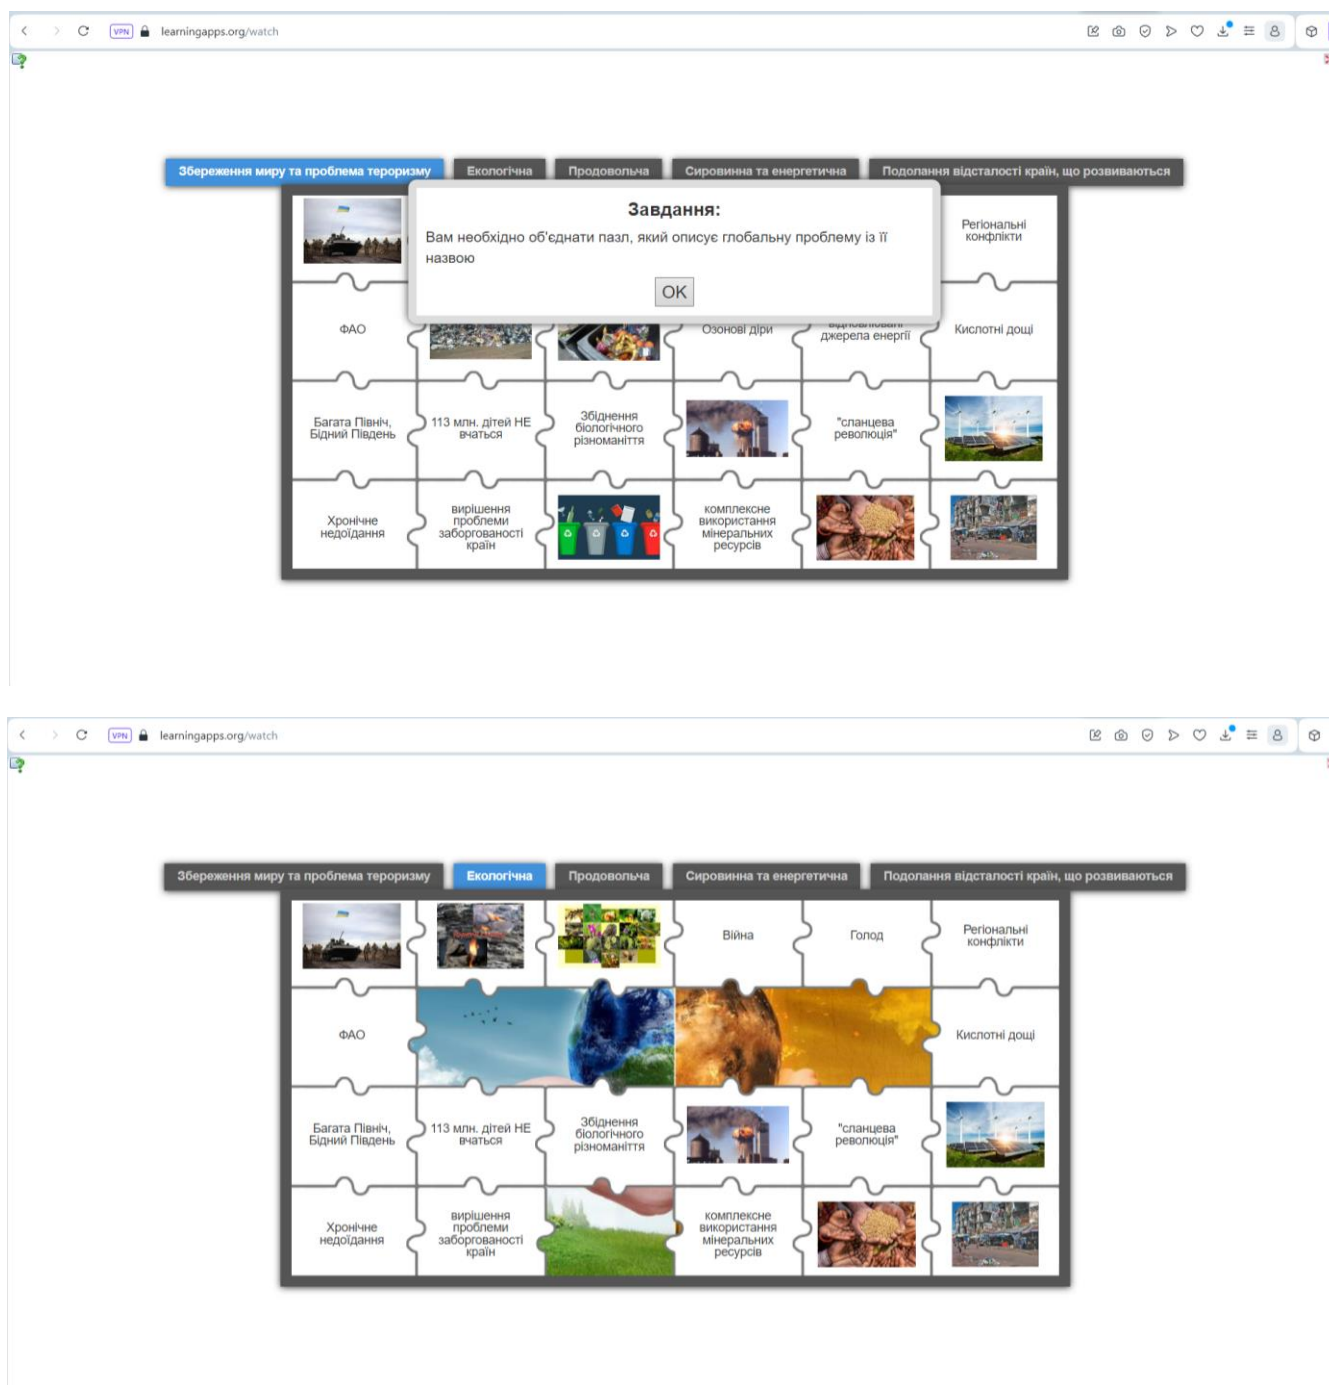 VPN learningapps.org/watch
Збереження миру та проблема тероризму
Екологічна
Продовольча
Сировинна та енергетична
Подолання відсталості країн, що розвиваються
Завдання:
Вам необхідно об'єднати пазл, який описує глобальну проблему із її
назвою
OK
Регіональні
конфлікти
ФАО
Озонові діри
відновлювані
джерела енергії
Кислотні дощі
Багата Північ,
Бідний Південь
113 млн. дітей НЕ
вчаться
Збіднення
біологічного
різноманіття
"сланцева
революція"
Хронічне
недоїдання
вирішення
проблеми
заборгованості
країн
комплексне
використання
мінеральних
ресурсів
VPN learningapps.org/watch
Збереження миру та проблема тероризму
Екологічна
Продовольча
Сировинна та енергетична
Подолання відсталості країн, що розвиваються
Війна
Голод
Регіональні
конфлікти
ФАО
Кислотні дощі
Багата Північ,
Бідний Південь
113 млн. дітей НЕ
вчаться
Збіднення
біологічного
різноманіття
"сланцева
революція"
Хронічне
недоїдання
вирішення
проблеми
заборгованості
країн
комплексне
використання
мінеральних
ресурсів